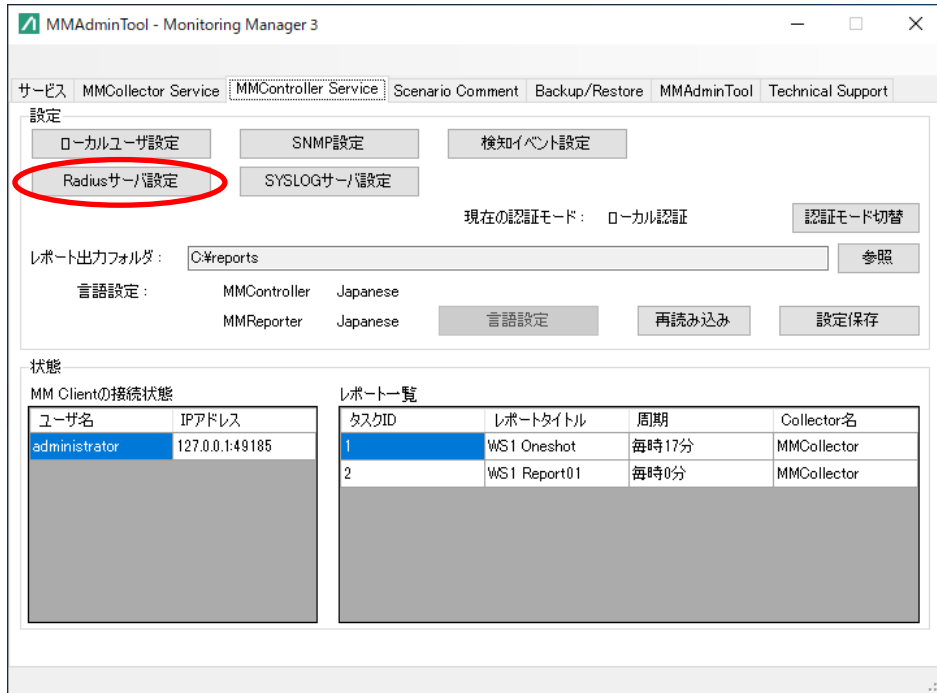 MMAdminTool - Monitoring Manager 3
サービス MMCollector Service MMController Service Scenario Comment Backup/Restore MMAdminTool Technical Support
設定
ローカルユーザ設定 SNMP設定 検知イベント設定
Radiusサーバ設定 SYSLOGサーバ設定
現在の認証モード： ローカル認証 認証モード切替
レポート出力フォルダ： C:¥reports 参照
言語設定： MMController Japanese
MMReporter Japanese 言語設定 再読み込み 設定保存
状態
MM Clientの接続状態 レポート一覧
ユーザ名 IPアドレス タスクID レポートタイトル 周期 Collector名
administrator 127.0.0.1:49185 1 WS1 Oneshot 毎時17分 MMCollector
2 WS1 Report01 毎時0分 MMCollector